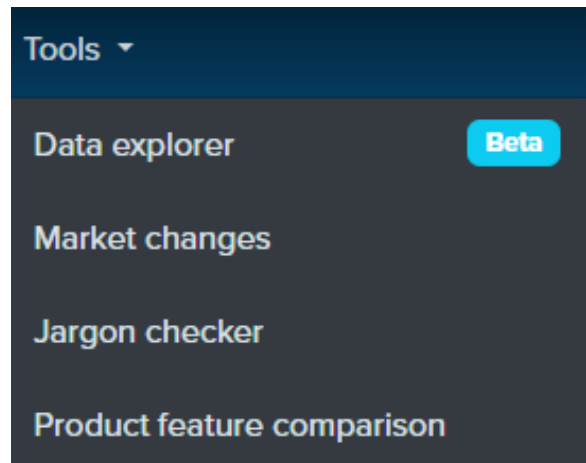 Tools
Data explorer Beta
Market changes
Jargon checker
Product feature comparison